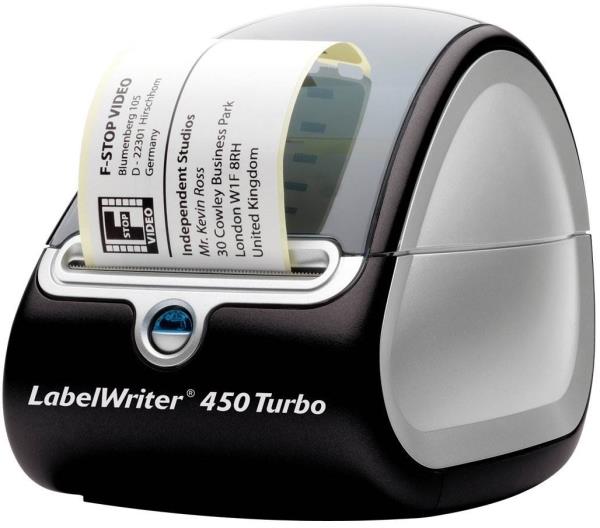 F-STOP VIDEO
Blumenberg 105
D - 22301 Hirschhorn
Germany
F
STOP
VIDEO
Independent Studios
Mr. Kevin Ross
30 Cowley Business Park
London W1F 8RH
United Kingdom
LabelWriter® 450 Turbo